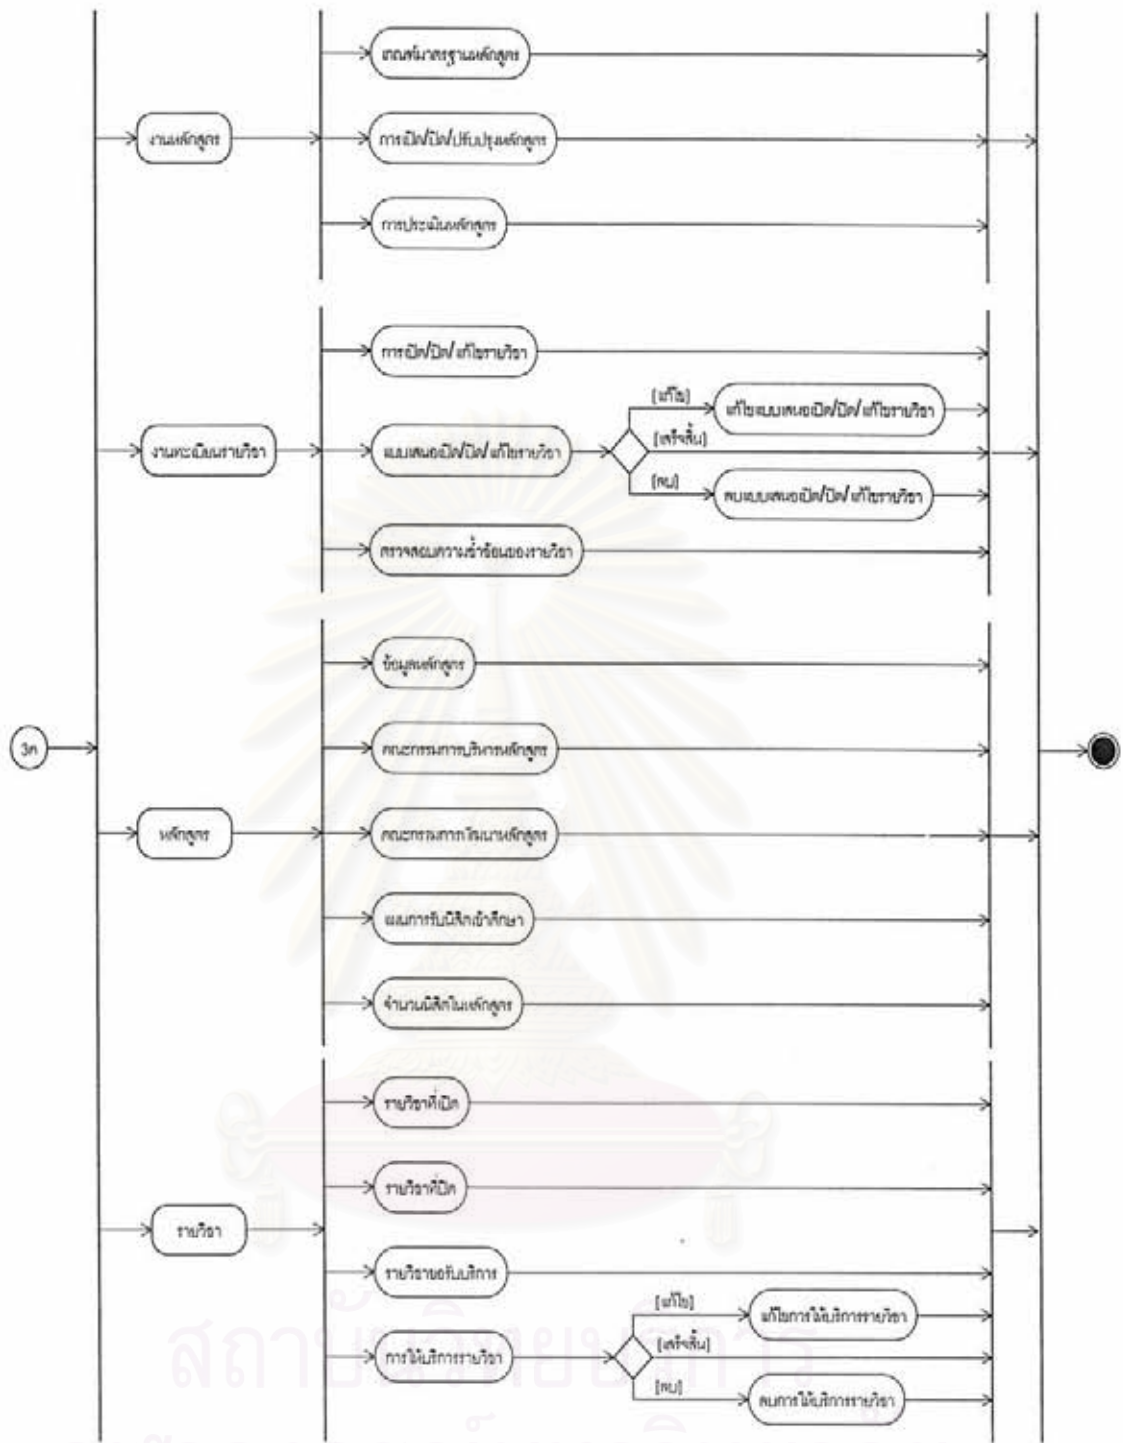 เกณฑ์มาตรฐานหลักสูตร
งานหลักสูตร
การเปิด/ปิด/ปรับปรุงหลักสูตร
การประเมินหลักสูตร
การเปิด/ปิด/แก้ไขรายวิชา
[แก้ไข]
แก้ไขแบบเสนอเปิด/ปิด/แก้ไขรายวิชา
งานทะเบียนรายวิชา
แบบเสนอเปิด/ปิด/แก้ไขรายวิชา
[เสร็จสิ้น]
[ลบ]
ลบแบบเสนอเปิด/ปิด/แก้ไขรายวิชา
ตรวจสอบความซ้ำซ้อนของรายวิชา
ข้อมูลหลักสูตร
3ค
คณะกรรมการบริหารหลักสูตร
หลักสูตร
คณะกรรมการพัฒนาหลักสูตร
แผนการรับนิสิตเข้าศึกษา
จำนวนนิสิตในหลักสูตร
รายวิชาที่เปิด
รายวิชาที่ปิด
รายวิชา
รายวิชาขอรับบริการ
[แก้ไข]
แก้ไขการให้บริการรายวิชา
การให้บริการรายวิชา
[เสร็จสิ้น]
[ลบ]
ลบการให้บริการรายวิชา
สถาบันวิทยบริการ